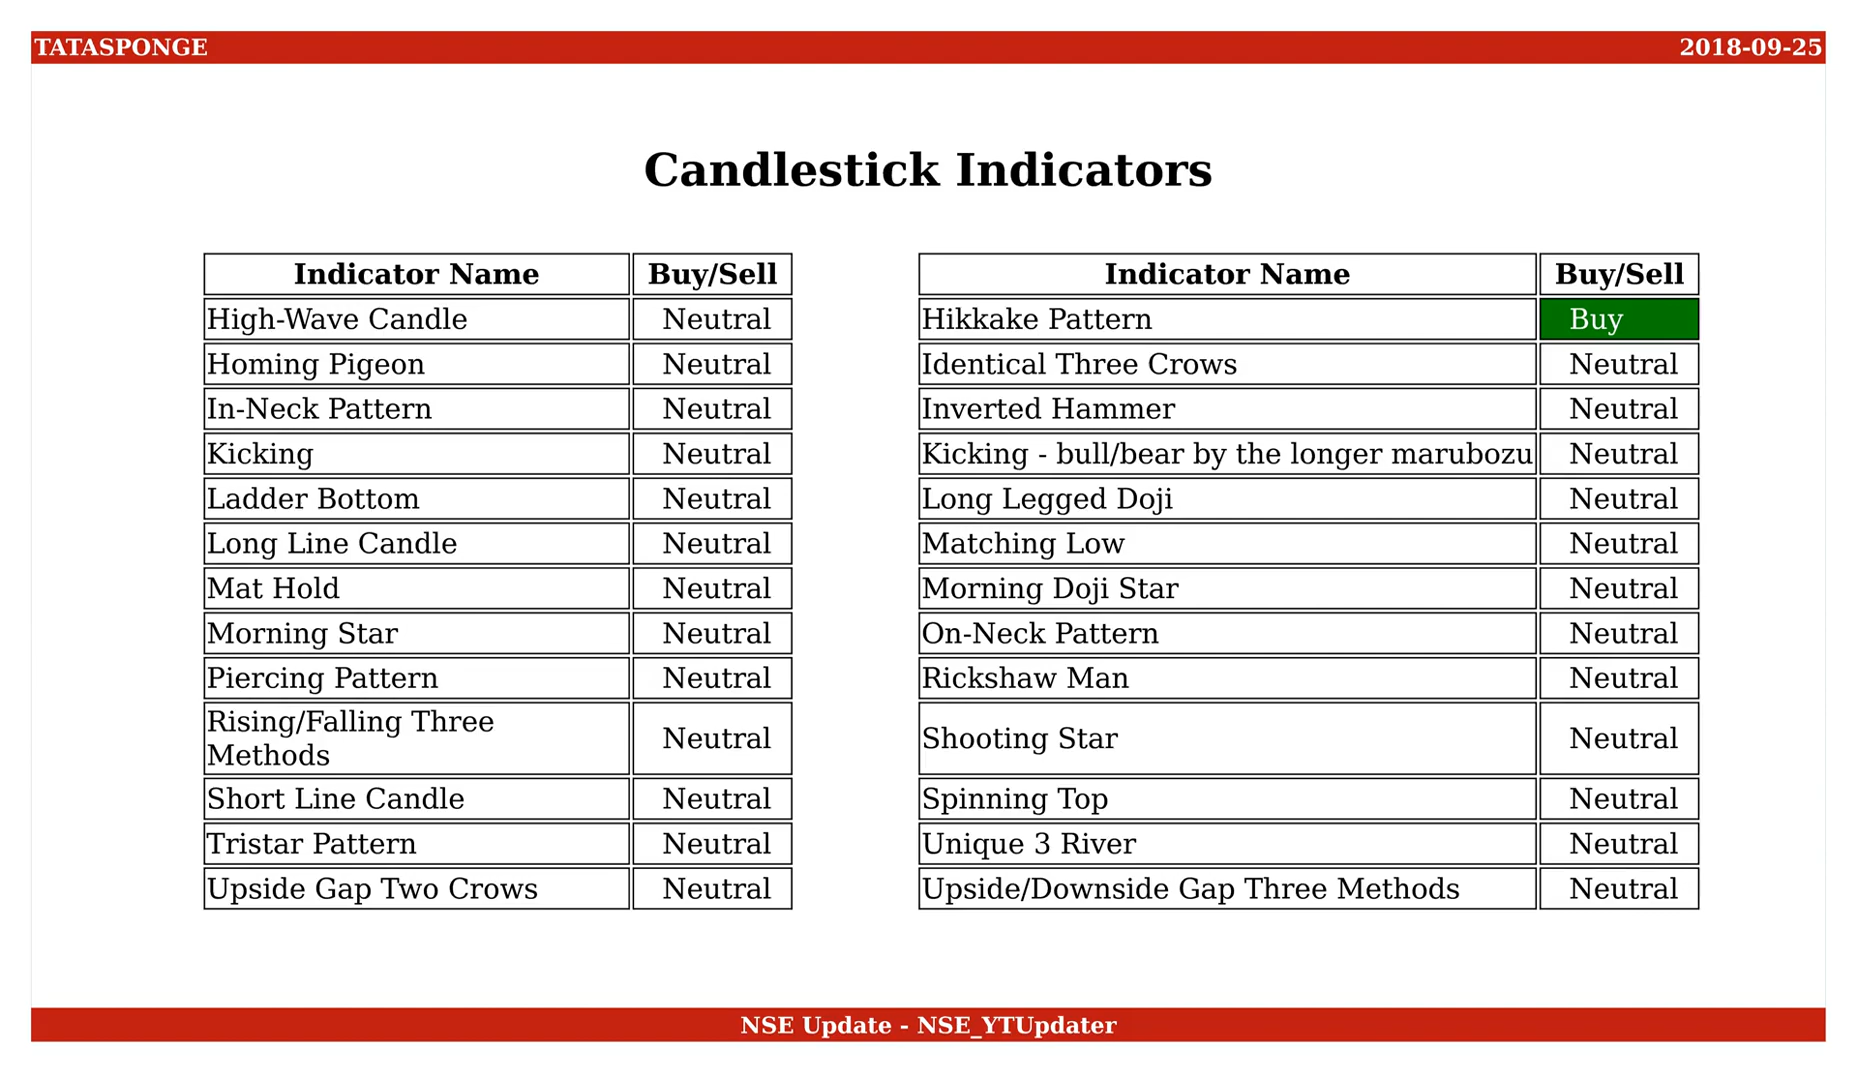 TATASPONGE 2018-09-25
Candlestick Indicators
Indicator Name Buy/Sell
High-Wave Candle Neutral
Homing Pigeon Neutral
In-Neck Pattern Neutral
Kicking Neutral
Ladder Bottom Neutral
Long Line Candle Neutral
Mat Hold Neutral
Morning Star Neutral
Piercing Pattern Neutral
Rising/Falling Three
Methods Neutral
Short Line Candle Neutral
Tristar Pattern Neutral
Upside Gap Two Crows Neutral
Indicator Name Buy/Sell
Hikkake Pattern Buy
Identical Three Crows Neutral
Inverted Hammer Neutral
Kicking - bull/bear by the longer marubozu Neutral
Long Legged Doji Neutral
Matching Low Neutral
Morning Doji Star Neutral
On-Neck Pattern Neutral
Rickshaw Man Neutral
Shooting Star Neutral
Spinning Top Neutral
Unique 3 River Neutral
Upside/Downside Gap Three Methods Neutral
NSE Update - NSE_YTUpdater